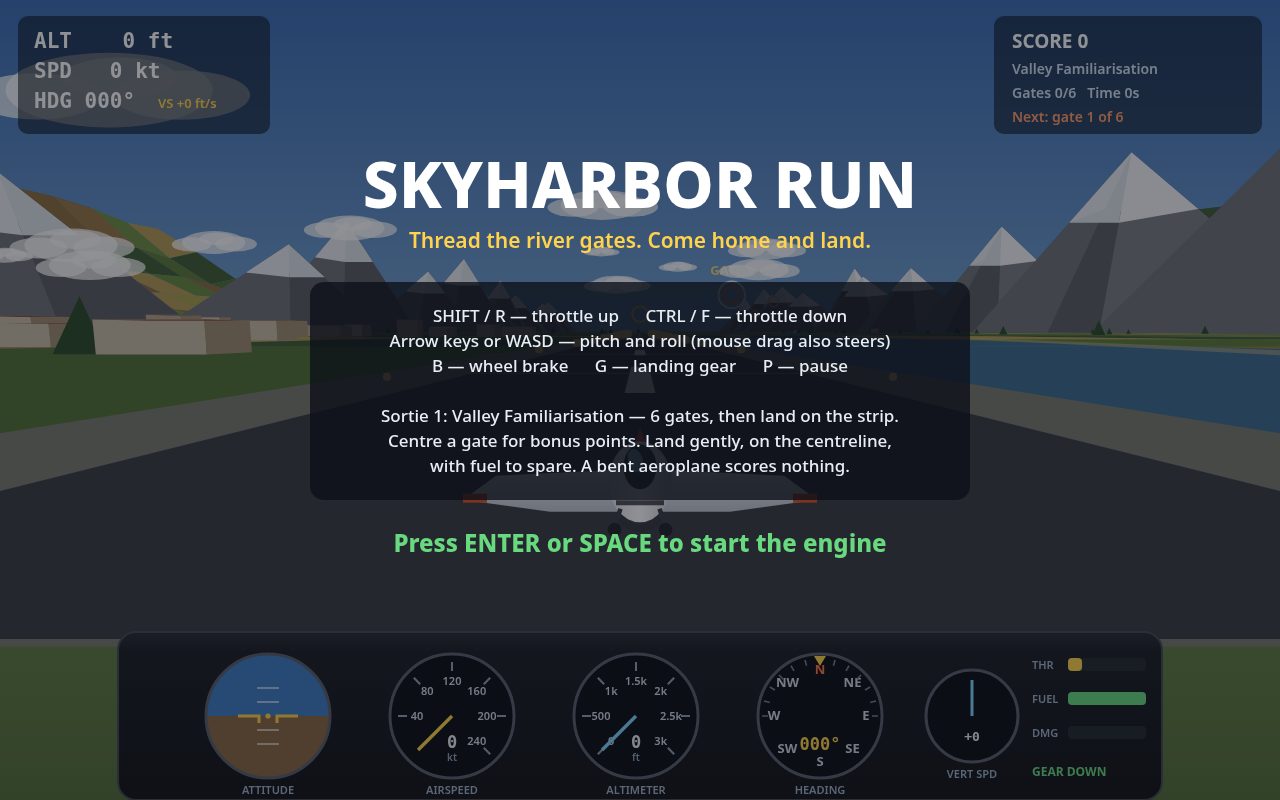 ALT 0 ft
SPD 0 kt
HDG 000° VS +0 ft/s
SCORE 0
Valley Familiarisation
Gates 0/6 Time 0s
Next: gate 1 of 6
SKYHARBOR RUN
Thread the river gates. Come home and land.
SHIFT / R — throttle up CTRL / F — throttle down
Arrow keys or WASD — pitch and roll (mouse drag also steers)
B — wheel brake G — landing gear P — pause
Sortie 1: Valley Familiarisation — 6 gates, then land on the strip.
Centre a gate for bonus points. Land gently, on the centreline,
with fuel to spare. A bent aeroplane scores nothing.
Press ENTER or SPACE to start the engine
ATTITUDE
40 80 120 160 200 240
0
kt
AIRSPEED
0 500 1k 1.5k 2k 2.5k 3k
0
ft
ALTIMETER
N NE E SE S SW W NW
000°
HEADING
+0
VERT SPD
THR
FUEL
DMG
GEAR DOWN